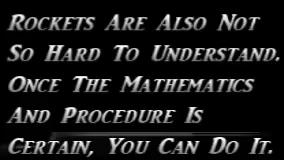 Rockets Are Also Not
So Hard To Understand.
Once The Mathematics
And Procedure Is
Certain, You Can Do It.